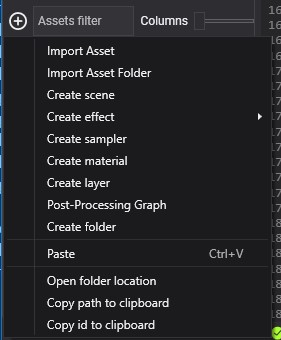 Assets filter Columns
Import Asset
Import Asset Folder
Create scene
Create effect
Create sampler
Create material
Create layer
Post-Processing Graph
Create folder
Paste Ctrl+V
Open folder location
Copy path to clipboard
Copy id to clipboard